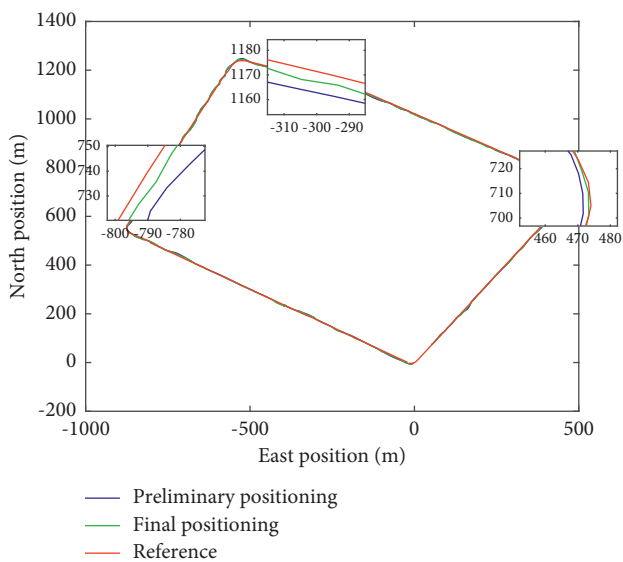 1400
1200
1000
800
600
400
200
0
-200
North position (m)
1180
1170
1160
-310 -300 -290
750
740
730
-800 -790 -780
720
710
700
460 470 480
-1000 -500 0 500
East position (m)
Preliminary positioning
Final positioning
Reference